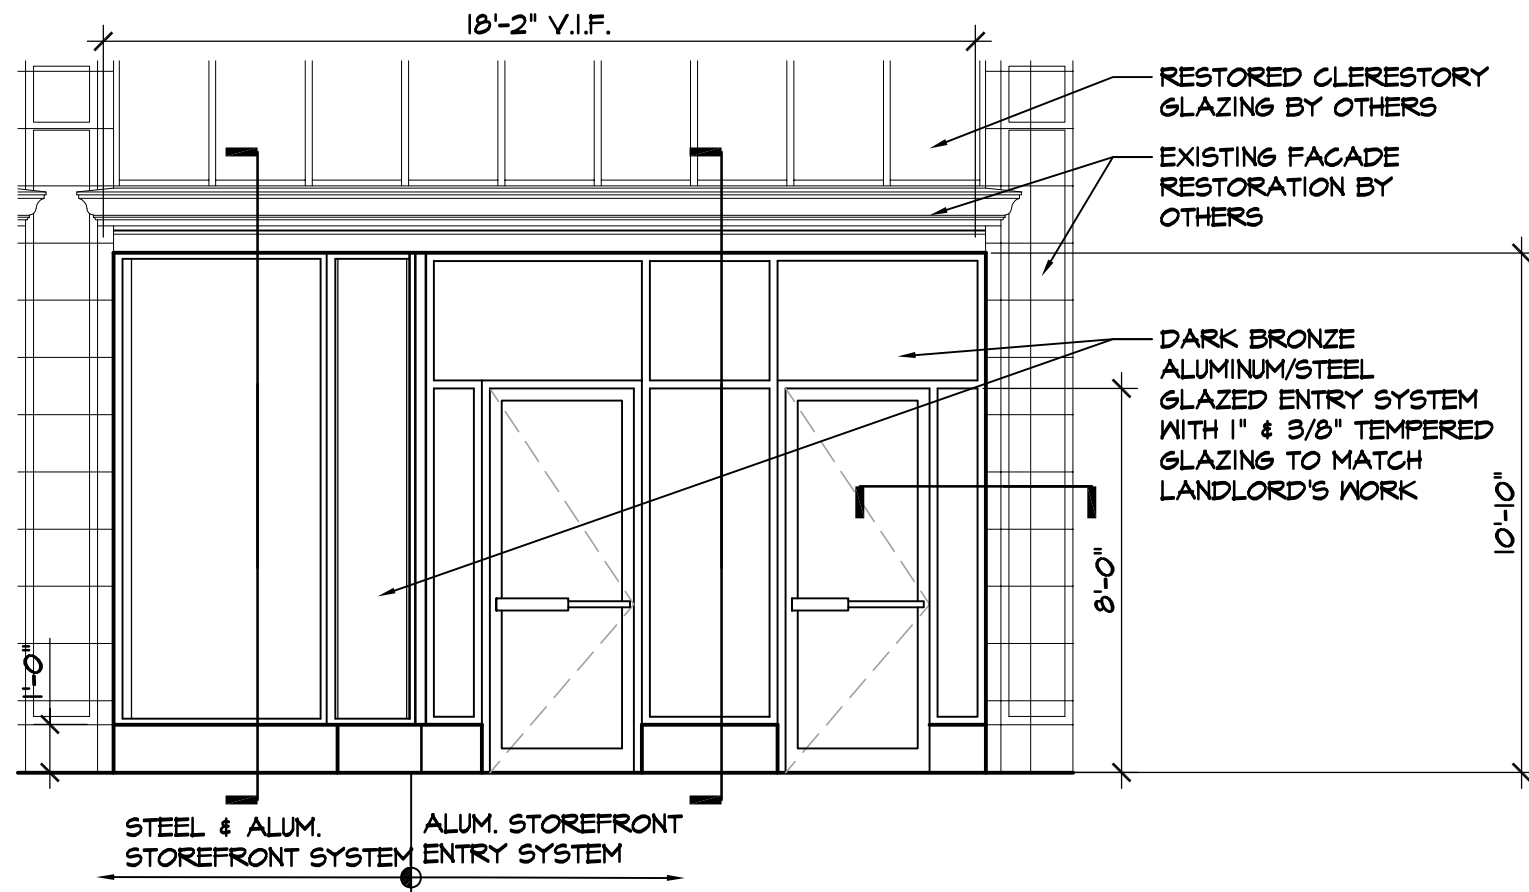 18'-2" V.I.F.
RESTORED CLERESTORY
GLAZING BY OTHERS
EXISTING FACADE
RESTORATION BY
OTHERS
DARK BRONZE
ALUMINUM/STEEL
GLAZED ENTRY SYSTEM
WITH 1" & 3/8" TEMPERED
GLAZING TO MATCH
LANDLORD'S WORK
10'-10"
8'-0"
1'-0"
STEEL & ALUM.
STOREFRONT SYSTEM
ALUM. STOREFRONT
ENTRY SYSTEM